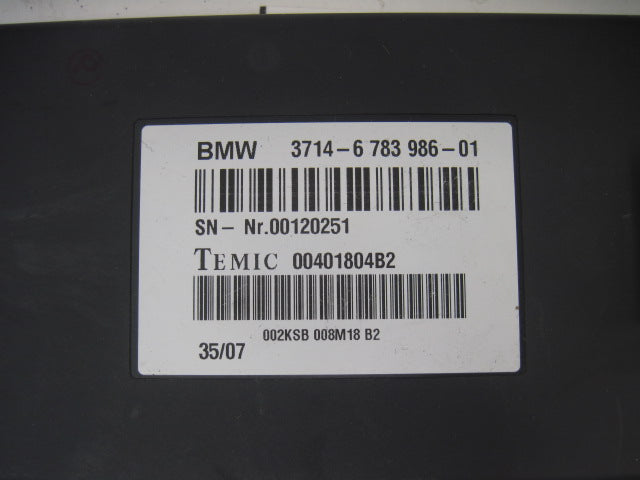 BMW 3714-6 783 986-01
SN- Nr.00120251
TEMIC 00401804B2
002KSB 008M18 B2
35/07